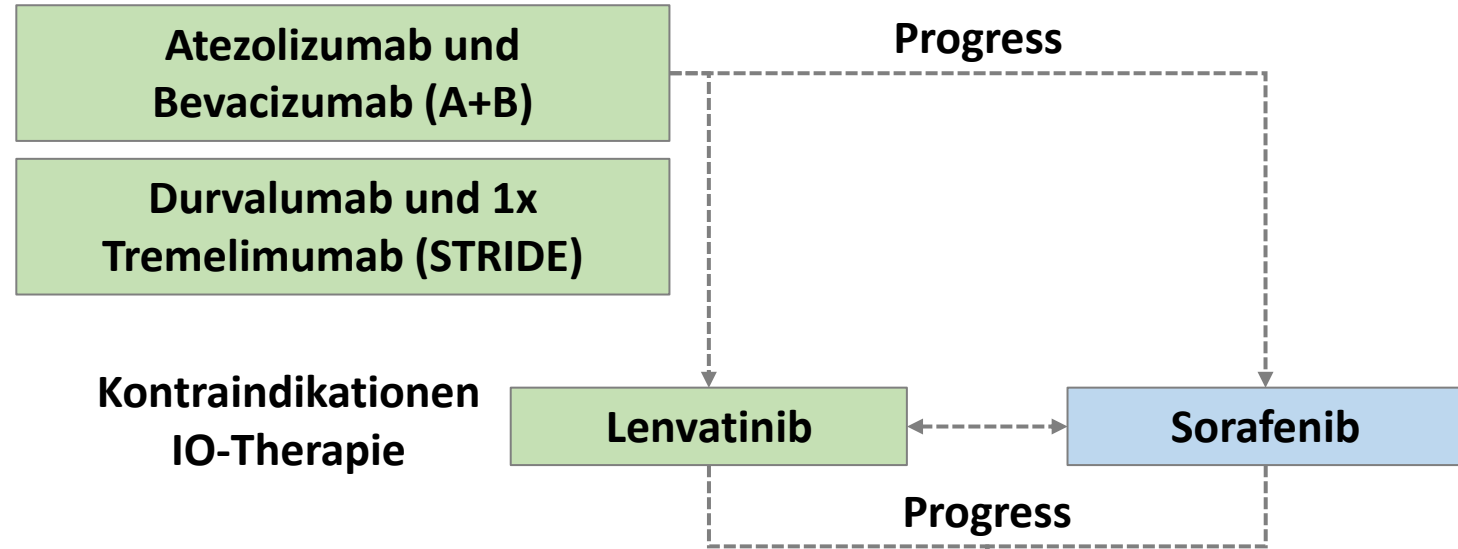 Atezolizumab und
Bevacizumab (A+B)
Progress
Durvalumab und 1x
Tremelimumab (STRIDE)
Kontraindikationen
IO-Therapie
Lenvatinib
Sorafenib
Progress